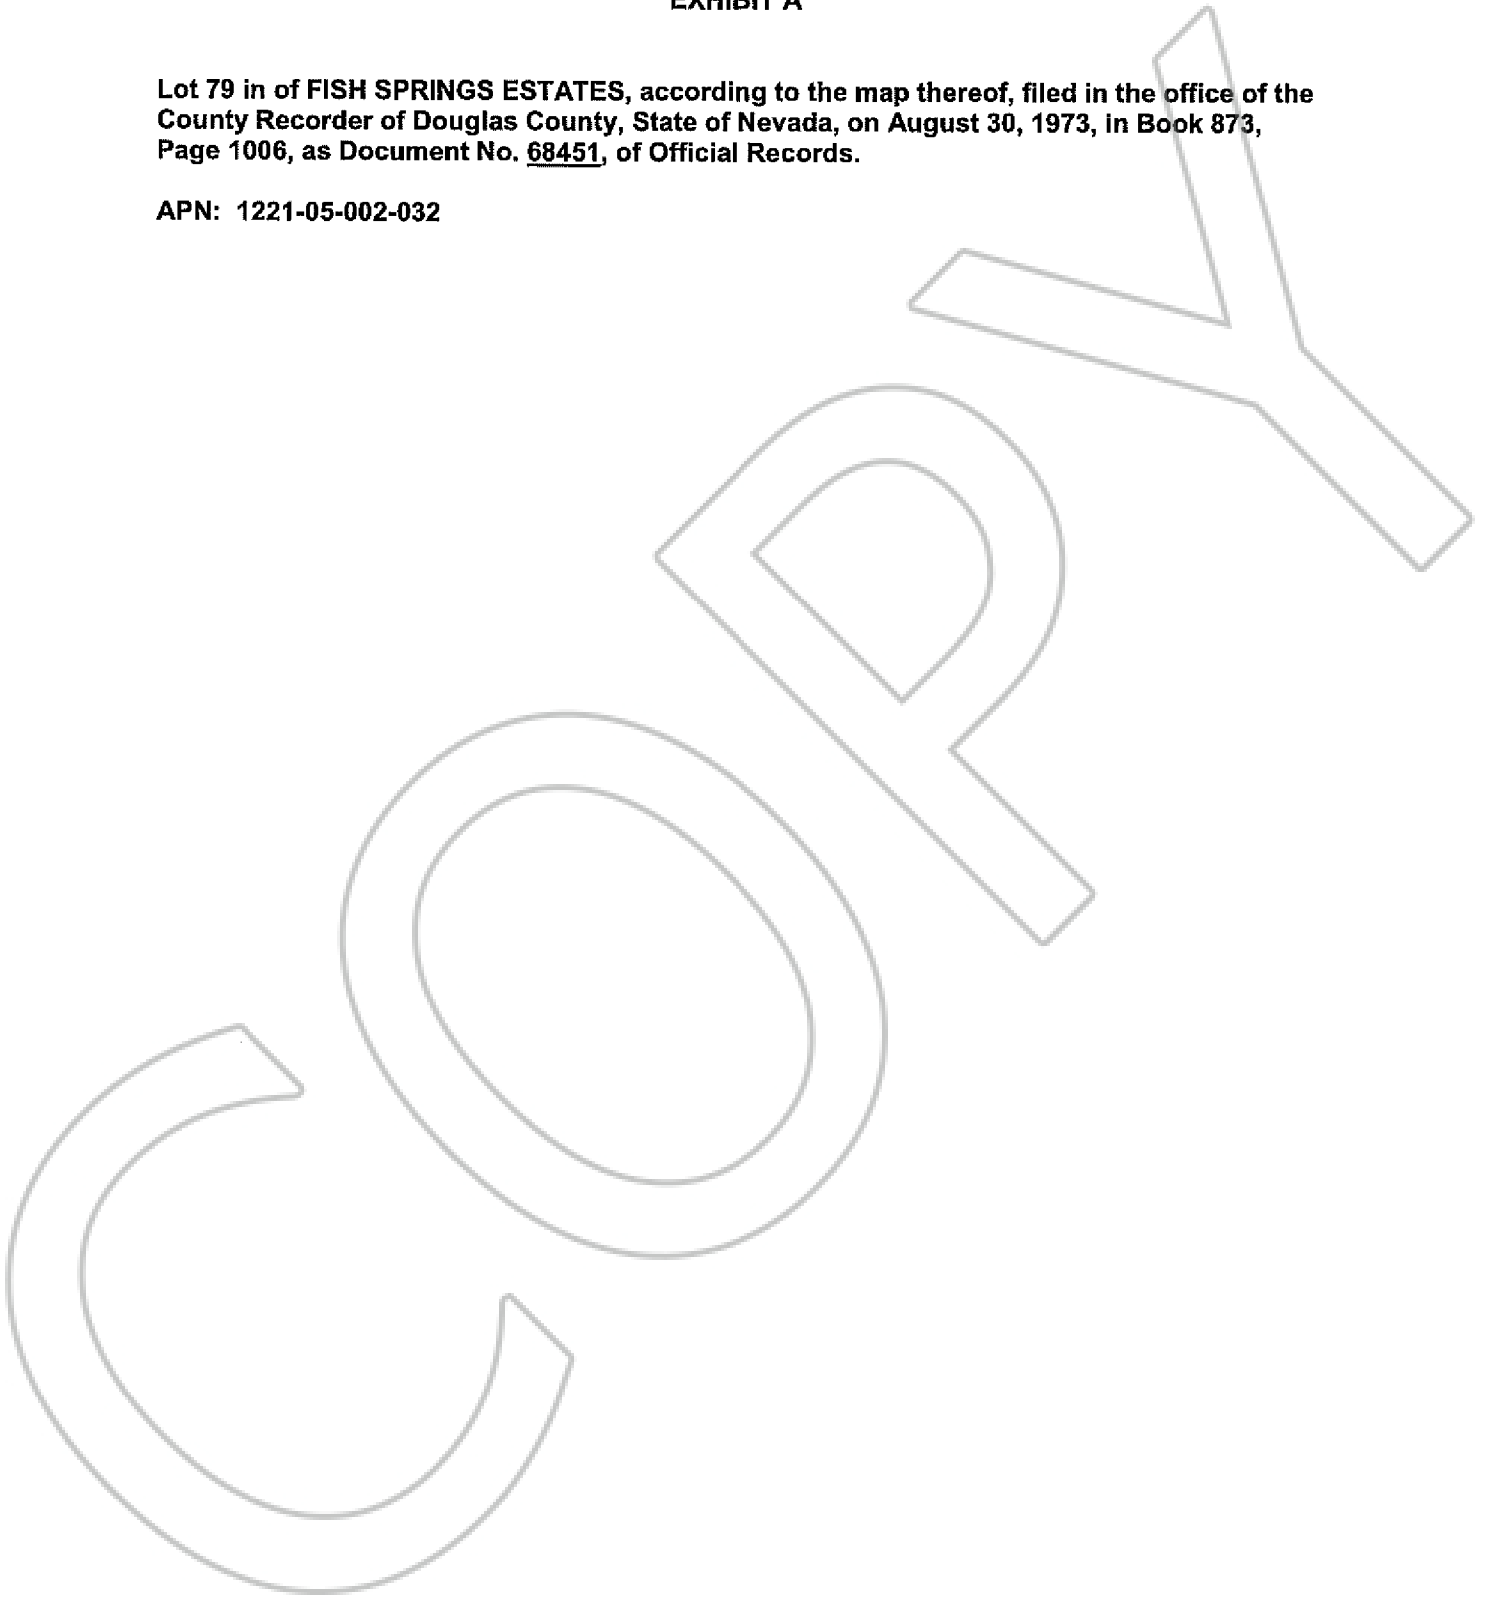 EXHIBIT A
Lot 79 in of FISH SPRINGS ESTATES, according to the map thereof, filed in the office of the
County Recorder of Douglas County, State of Nevada, on August 30, 1973, in Book 873,
Page 1006, as Document No. 68451, of Official Records.
APN: 1221-05-002-032
COPY